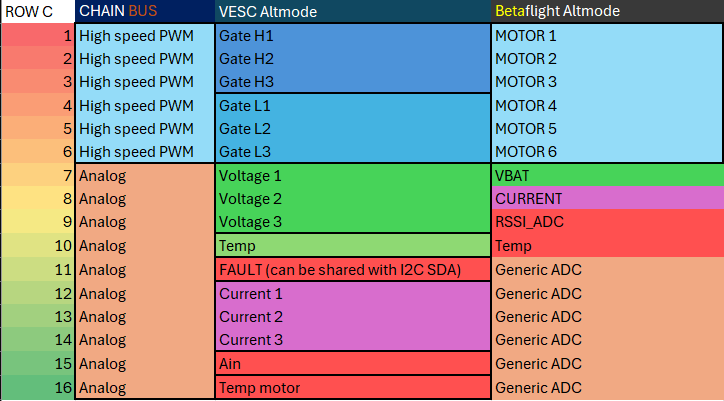 ROW C CHAIN BUS VESC Altmode Betaflight Altmode
1 High speed PWM Gate H1 MOTOR 1
2 High speed PWM Gate H2 MOTOR 2
3 High speed PWM Gate H3 MOTOR 3
4 High speed PWM Gate L1 MOTOR 4
5 High speed PWM Gate L2 MOTOR 5
6 High speed PWM Gate L3 MOTOR 6
7 Analog Voltage 1 VBAT
8 Analog Voltage 2 CURRENT
9 Analog Voltage 3 RSSI_ADC
10 Analog Temp Temp
11 Analog FAULT (can be shared with I2C SDA) Generic ADC
12 Analog Current 1 Generic ADC
13 Analog Current 2 Generic ADC
14 Analog Current 3 Generic ADC
15 Analog Ain Generic ADC
16 Analog Temp motor Generic ADC